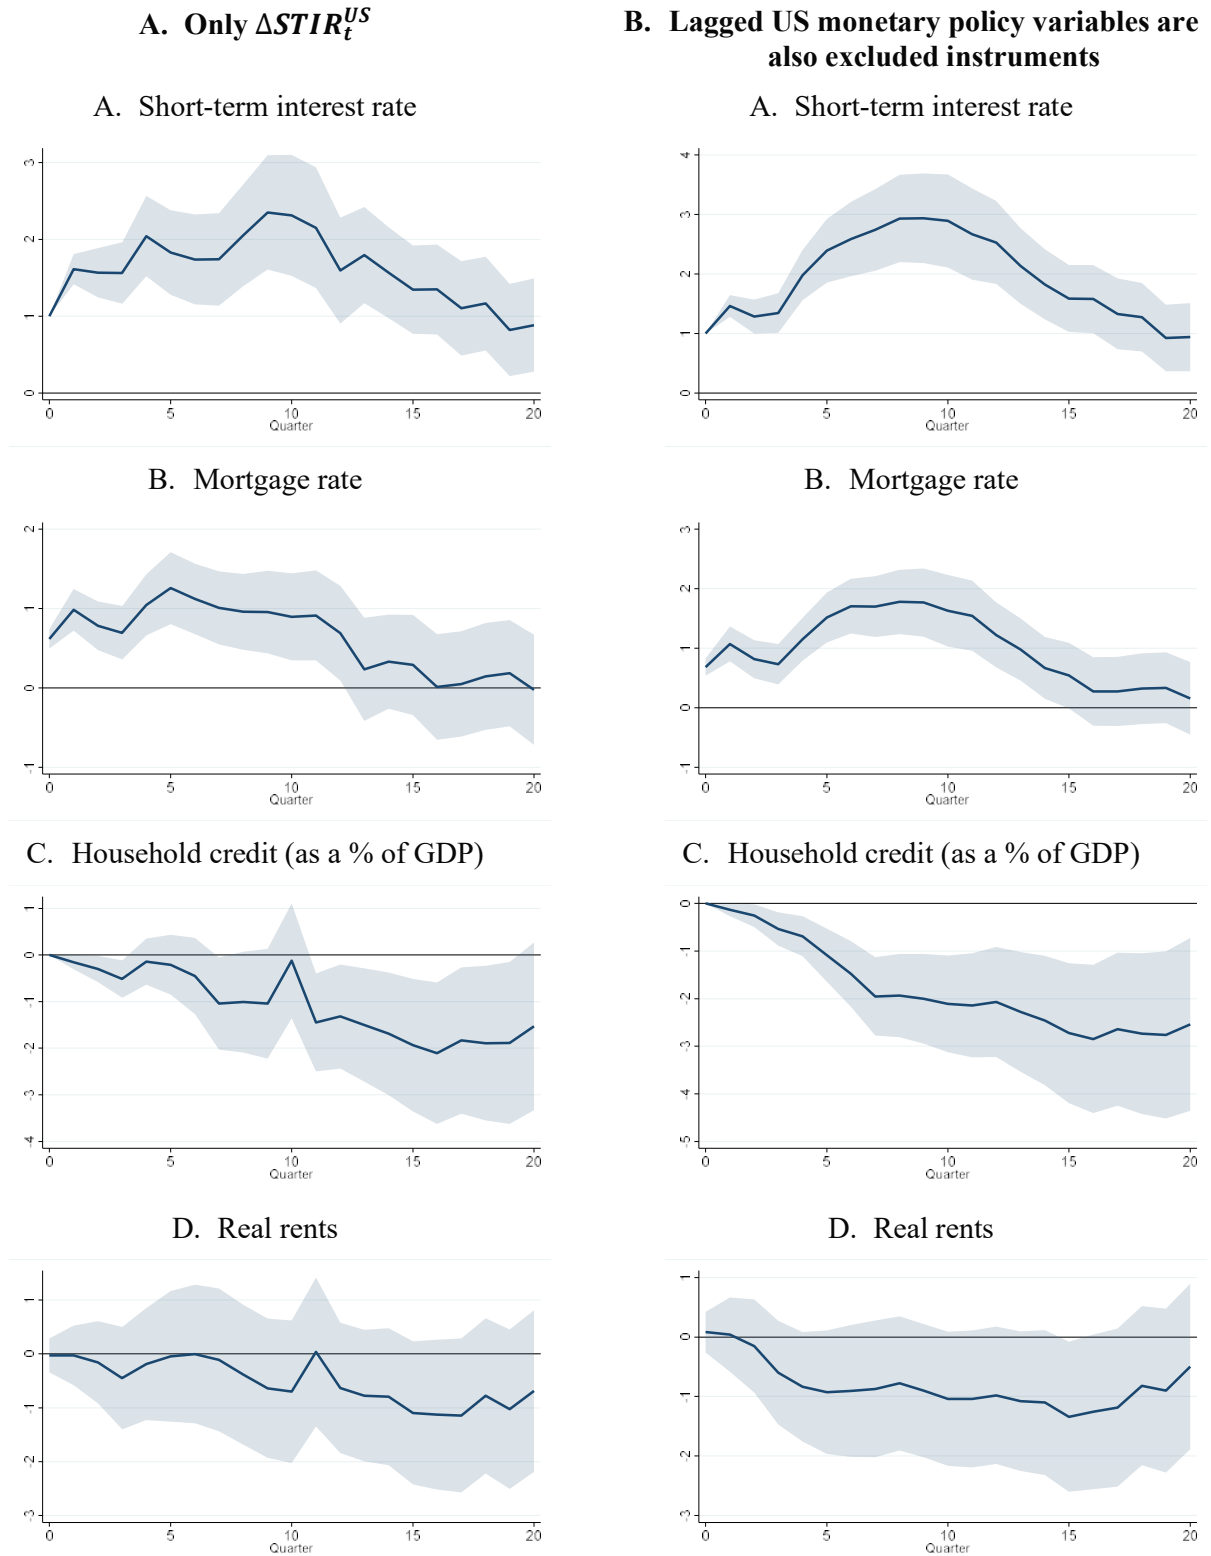 A. Only ΔSTIR_t^US
B. Lagged US monetary policy variables are
also excluded instruments
A. Short-term interest rate
3
2
1
0
0 5 10 15 20
Quarter
A. Short-term interest rate
4
3
2
1
0
0 5 10 15 20
Quarter
B. Mortgage rate
2
1
0
-1
0 5 10 15 20
Quarter
B. Mortgage rate
3
2
1
0
-1
0 5 10 15 20
Quarter
C. Household credit (as a % of GDP)
1
0
-1
-2
-3
-4
0 5 10 15 20
Quarter
C. Household credit (as a % of GDP)
0
-1
-2
-3
-4
-5
0 5 10 15 20
Quarter
D. Real rents
1
0
-1
-2
-3
0 5 10 15 20
Quarter
D. Real rents
1
0
-1
-2
-3
0 5 10 15 20
Quarter